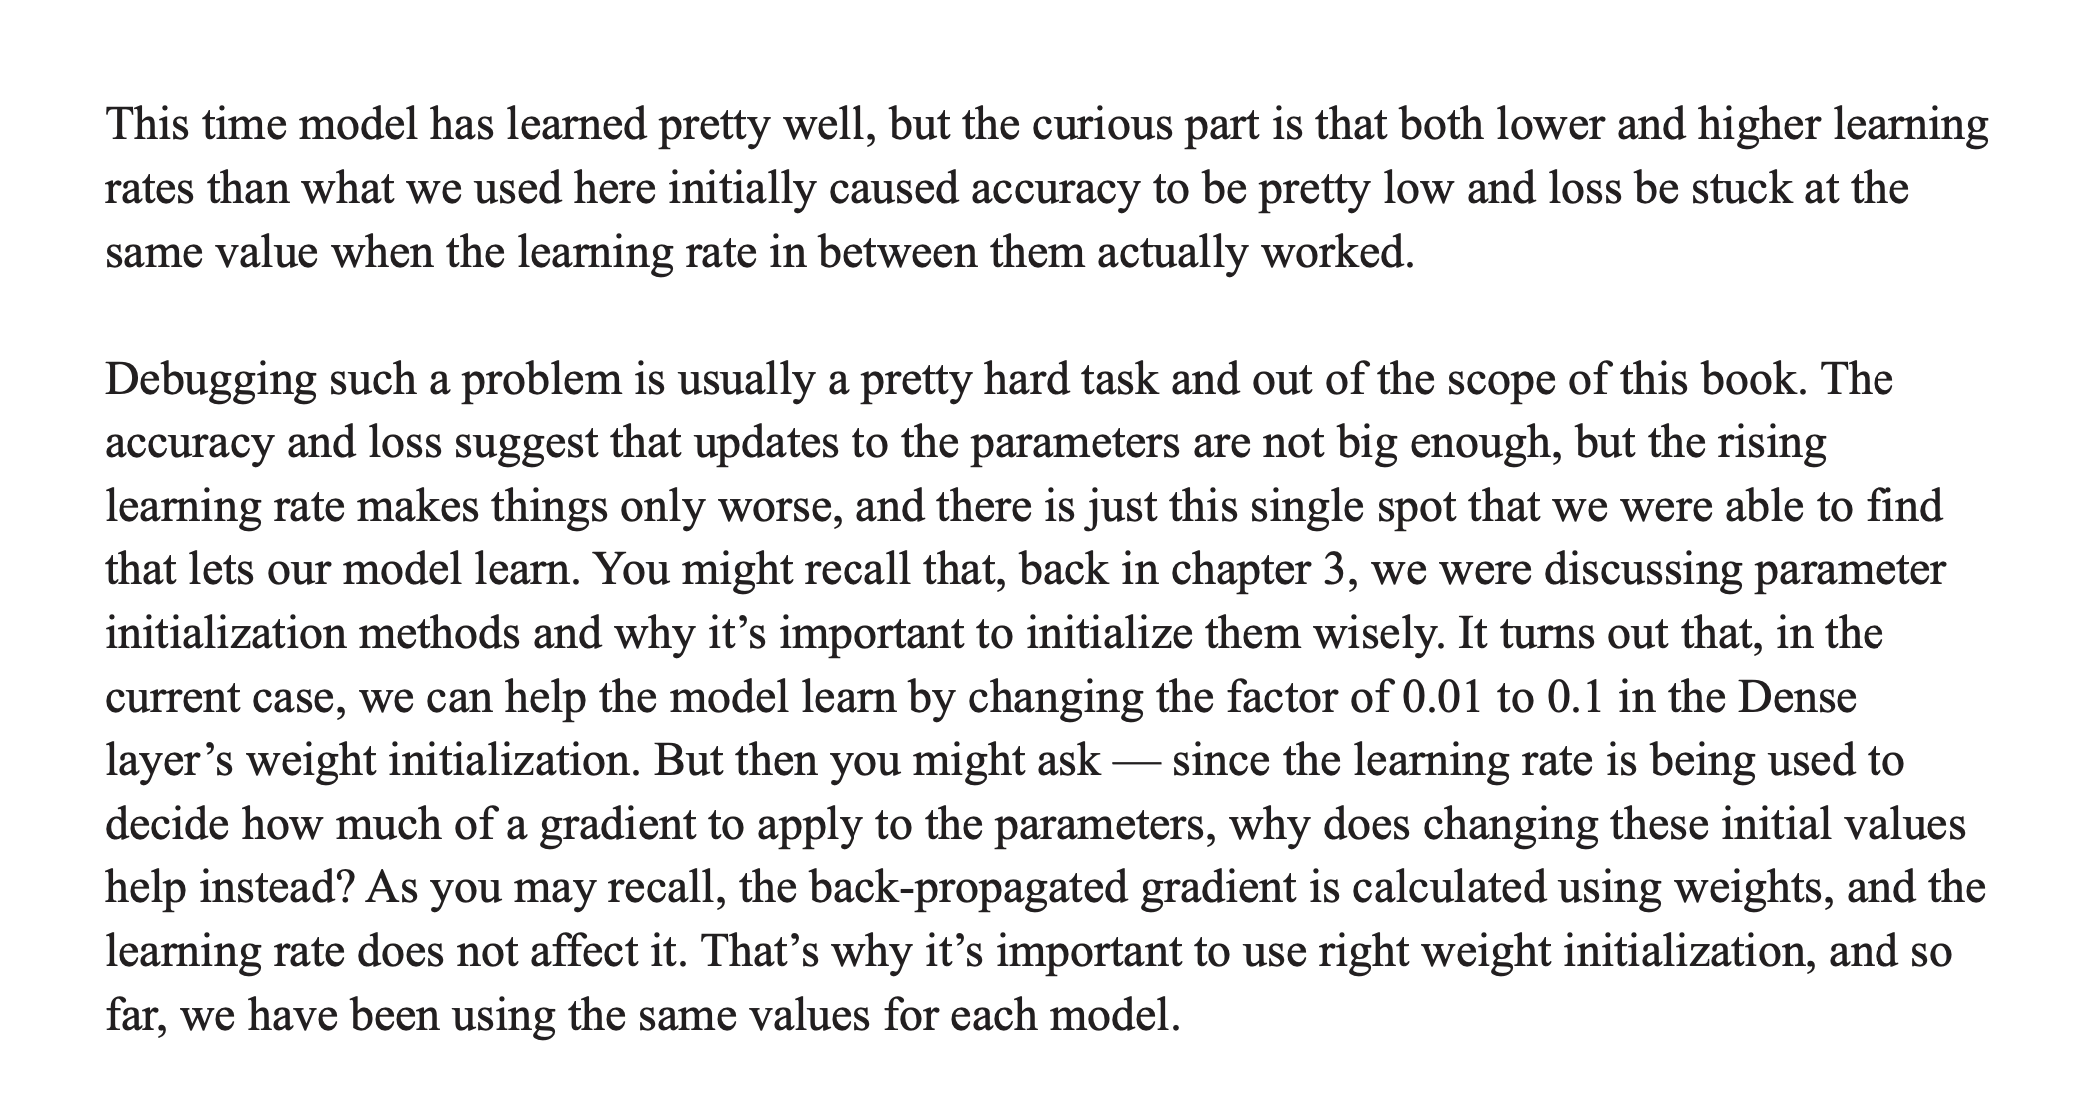 This time model has learned pretty well, but the curious part is that both lower and higher learning
rates than what we used here initially caused accuracy to be pretty low and loss be stuck at the
same value when the learning rate in between them actually worked.
Debugging such a problem is usually a pretty hard task and out of the scope of this book. The
accuracy and loss suggest that updates to the parameters are not big enough, but the rising
learning rate makes things only worse, and there is just this single spot that we were able to find
that lets our model learn. You might recall that, back in chapter 3, we were discussing parameter
initialization methods and why it’s important to initialize them wisely. It turns out that, in the
current case, we can help the model learn by changing the factor of 0.01 to 0.1 in the Dense
layer’s weight initialization. But then you might ask — since the learning rate is being used to
decide how much of a gradient to apply to the parameters, why does changing these initial values
help instead? As you may recall, the back-propagated gradient is calculated using weights, and the
learning rate does not affect it. That’s why it’s important to use right weight initialization, and so
far, we have been using the same values for each model.